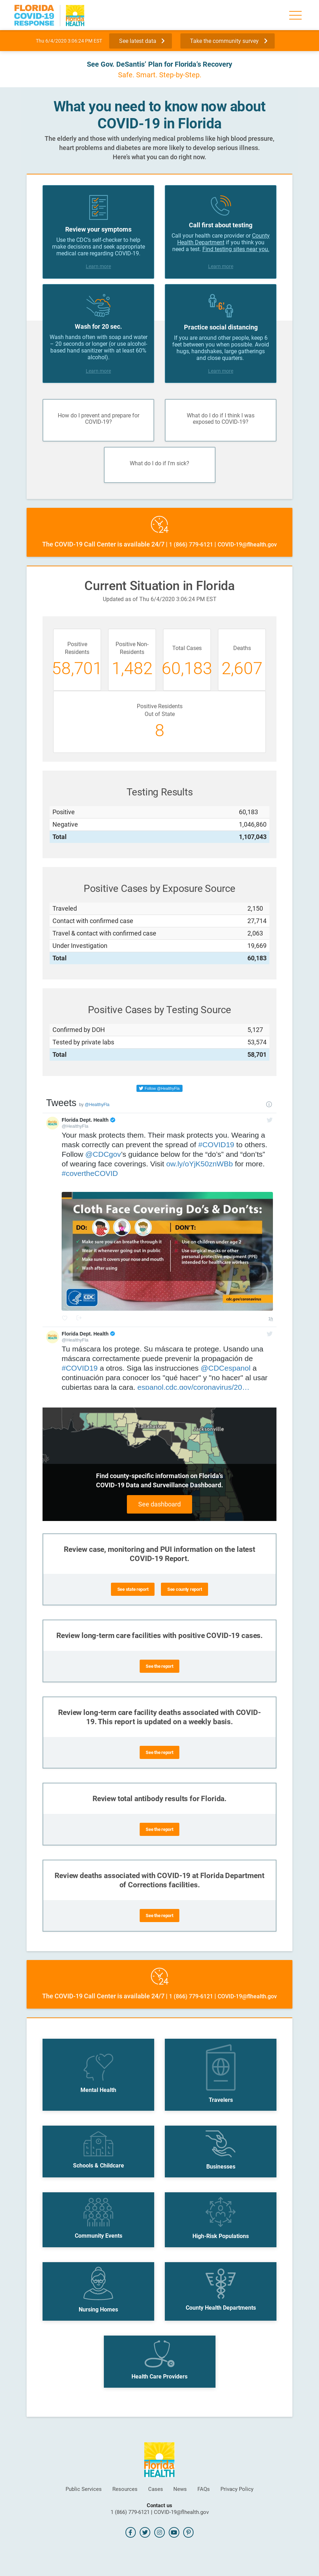 FLORIDA
COVID-19
RESPONSE
Florida
HEALTH
Thu 6/4/2020 3:06:24 PM EST
See latest data
Take the community survey
See Gov. DeSantis' Plan for Florida's Recovery
Safe. Smart. Step-by-Step.
What you need to know now about
COVID-19 in Florida
The elderly and those with underlying medical problems like high blood pressure,
heart problems and diabetes are more likely to develop serious illness.
Here's what you can do right now.
Review your symptoms
Use the CDC's self-checker to help
make decisions and seek appropriate
medical care regarding COVID-19.
Learn more
Call first about testing
Call your health care provider or County
Health Department if you think you
need a test. Find testing sites near you.
Learn more
Wash for 20 sec.
Wash hands often with soap and water
– 20 seconds or longer (or use alcohol-
based hand sanitizer with at least 60%
alcohol).
Learn more
Practice social distancing
If you are around other people, keep 6
feet between you when possible. Avoid
hugs, handshakes, large gatherings
and close quarters.
Learn more
How do I prevent and prepare for
COVID-19?
What do I do if I think I was
exposed to COVID-19?
What do I do if I'm sick?
24
The COVID-19 Call Center is available 24/7 | 1 (866) 779-6121 | COVID-19@flhealth.gov
Current Situation in Florida
Updated as of Thu 6/4/2020 3:06:24 PM EST
Positive
Residents
58,701
Positive Non-
Residents
1,482
Total Cases
60,183
Deaths
2,607
Positive Residents
Out of State
8
Testing Results
Positive 60,183
Negative 1,046,860
Total 1,107,043
Positive Cases by Exposure Source
Traveled 2,150
Contact with confirmed case 27,714
Travel & contact with confirmed case 2,063
Under Investigation 19,669
Total 60,183
Positive Cases by Testing Source
Confirmed by DOH 5,127
Tested by private labs 53,574
Total 58,701
Follow @HealthyFla
Tweets by @HealthyFla
Florida Dept. Health
@HealthyFla
Your mask protects them. Their mask protects you. Wearing a
mask correctly can prevent the spread of #COVID19 to others.
Follow @CDCgov's guidelines below for the “do's” and “don'ts”
of wearing face coverings. Visit ow.ly/oYjK50znWBb for more.
#covertheCOVID
Cloth Face Covering Do's & Don'ts:
DO:
DON'T:
Make sure you can breathe through it
Wear it whenever going out in public
Make sure it covers your nose and mouth
Wash after using
Use on children under age 2
Use surgical masks or other
personal protective equipment (PPE)
intended for healthcare workers
CDC
cdc.gov/coronavirus
Florida Dept. Health
@HealthyFla
Tu máscara los protege. Su máscara te protege. Usando una
máscara correctamente puede prevenir la propagación de
#COVID19 a otros. Siga las instrucciones @CDCespanol a
continuación para conocer los "qué hacer" y "no hacer" al usar
cubiertas para la cara. espanol.cdc.gov/coronavirus/20…
Tallahassee
Jacksonville
Find county-specific information on Florida's
COVID-19 Data and Surveillance Dashboard.
See dashboard
Review case, monitoring and PUI information on the latest
COVID-19 Report.
See state report
See county report
Review long-term care facilities with positive COVID-19 cases.
See the report
Review long-term care facility deaths associated with COVID-
19. This report is updated on a weekly basis.
See the report
Review total antibody results for Florida.
See the report
Review deaths associated with COVID-19 at Florida Department
of Corrections facilities.
See the report
24
The COVID-19 Call Center is available 24/7 | 1 (866) 779-6121 | COVID-19@flhealth.gov
Mental Health
Travelers
Schools & Childcare
Businesses
Community Events
High-Risk Populations
Nursing Homes
County Health Departments
Health Care Providers
Florida
HEALTH
Public Services Resources Cases News FAQs Privacy Policy
Contact us
1 (866) 779-6121 | COVID-19@flhealth.gov